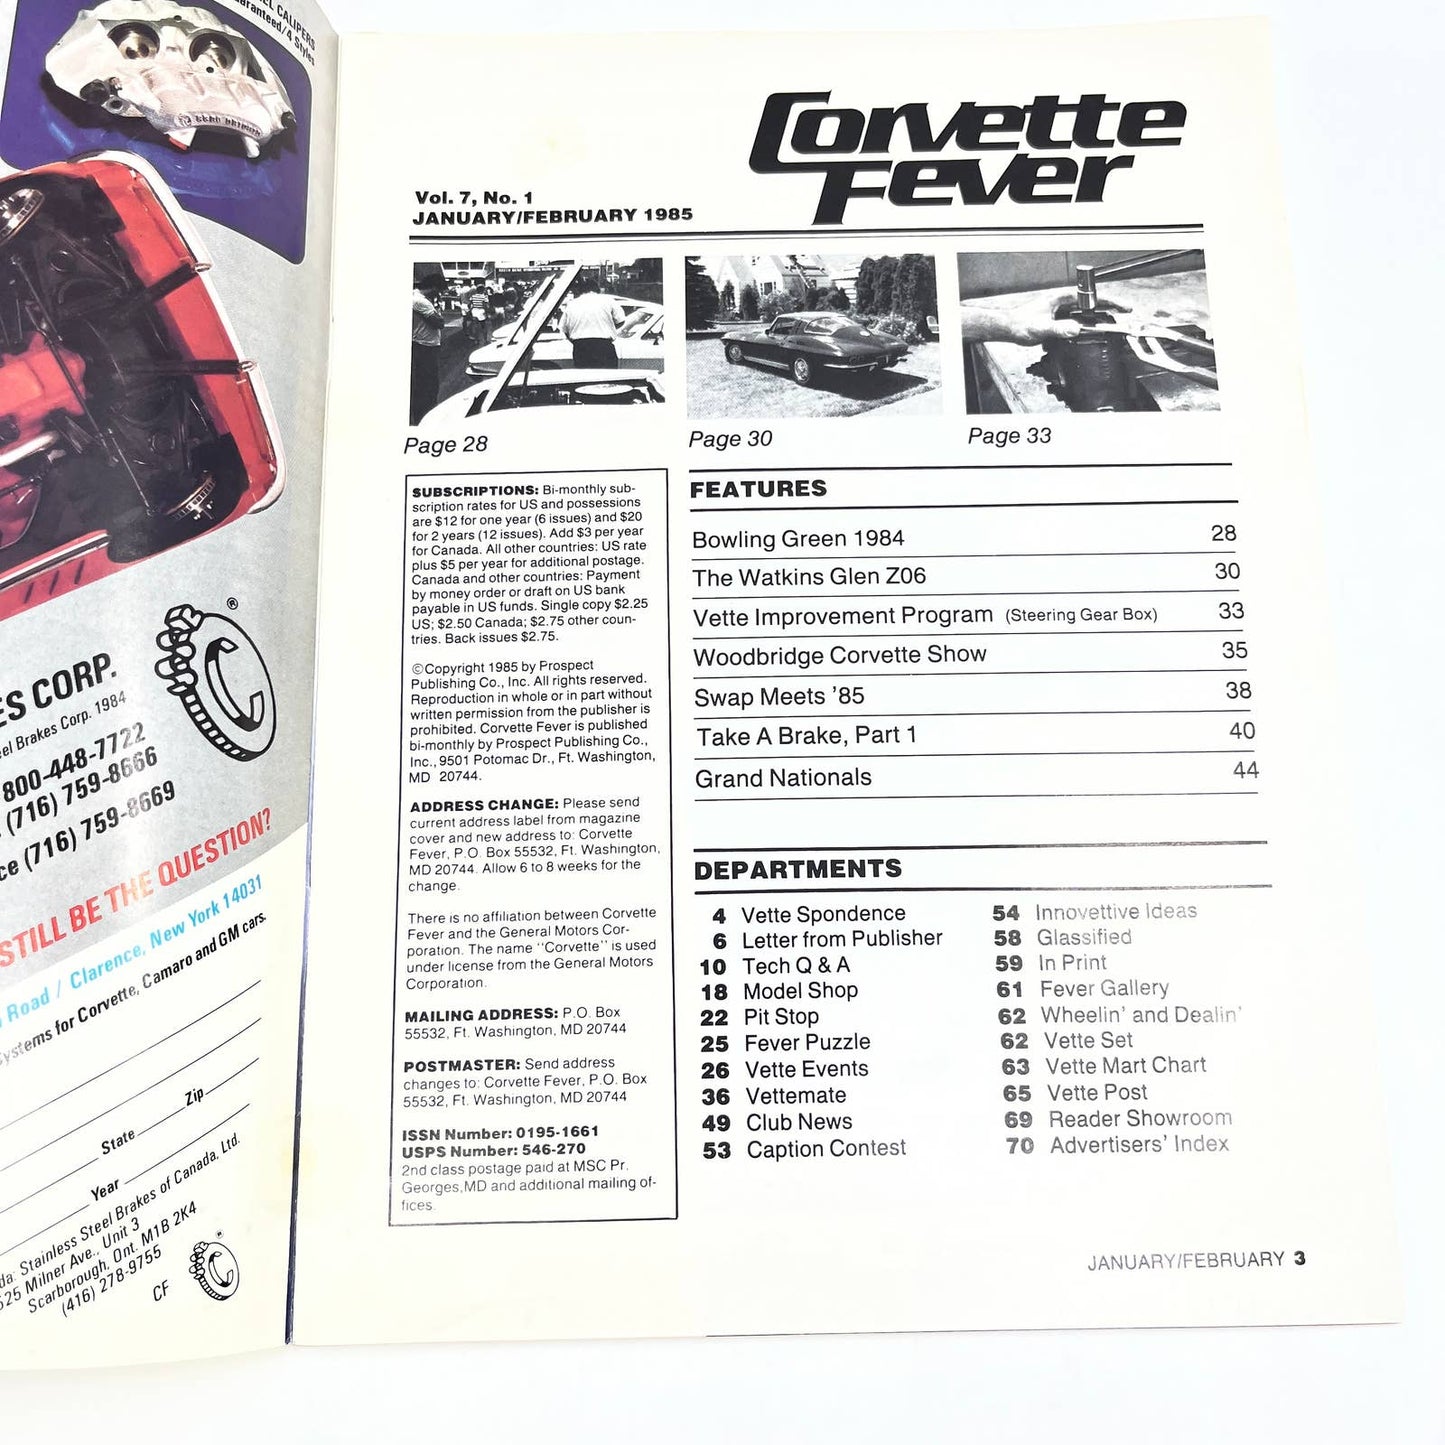 EEL CALIPERS
aranteed/4 Styles
ES CORP.
eel Brakes Corp. 1984
800-448-7722
(716) 759-8666
ce (716) 759-8669
STILL BE THE QUESTION?
Road / Clarence, New York 14031
systems for Corvette, Camaro and GM cars.
Zip
State
Year
da: Stainless Steel Brakes of Canada, Ltd.
525 Milner Ave., Unit 3
Scarborough, Ont. M1B 2K4
(416) 278-9755
CF
Corvette
Fever
Vol. 7, No. 1
JANUARY/FEBRUARY 1985
Page 28
Page 30
Page 33
SUBSCRIPTIONS: Bi-monthly sub-
scription rates for US and possessions
are $12 for one year (6 issues) and $20
for 2 years (12 issues). Add $3 per year
for Canada. All other countries: US rate
plus $5 per year for additional postage.
Canada and other countries: Payment
by money order or draft on US bank
payable in US funds. Single copy $2.25
US; $2.50 Canada; $2.75 other coun-
tries. Back issues $2.75.
©Copyright 1985 by Prospect
Publishing Co., Inc. All rights reserved.
Reproduction in whole or in part without
written permission from the publisher is
prohibited. Corvette Fever is published
bi-monthly by Prospect Publishing Co.,
Inc., 9501 Potomac Dr., Ft. Washington,
MD 20744.
ADDRESS CHANGE: Please send
current address label from magazine
cover and new address to: Corvette
Fever, P.O. Box 55532, Ft. Washington,
MD 20744. Allow 6 to 8 weeks for the
change.
There is no affiliation between Corvette
Fever and the General Motors Cor-
poration. The name "Corvette" is used
under license from the General Motors
Corporation.
MAILING ADDRESS: P.O. Box
55532, Ft. Washington, MD 20744
POSTMASTER: Send address
changes to: Corvette Fever, P.O. Box
55532, Ft. Washington, MD 20744
ISSN Number: 0195-1661
USPS Number: 546-270
2nd class postage paid at MSC Pr.
Georges, MD and additional mailing of-
fices.
FEATURES
Bowling Green 1984 28
The Watkins Glen Z06 30
Vette Improvement Program (Steering Gear Box) 33
Woodbridge Corvette Show 35
Swap Meets '85 38
Take A Brake, Part 1 40
Grand Nationals 44
DEPARTMENTS
4 Vette Spondence
6 Letter from Publisher
10 Tech Q & A
18 Model Shop
22 Pit Stop
25 Fever Puzzle
26 Vette Events
36 Vettemate
49 Club News
53 Caption Contest
54 Innovettive Ideas
58 Glassified
59 In Print
61 Fever Gallery
62 Wheelin' and Dealin'
62 Vette Set
63 Vette Mart Chart
65 Vette Post
69 Reader Showroom
70 Advertisers' Index
JANUARY/FEBRUARY 3